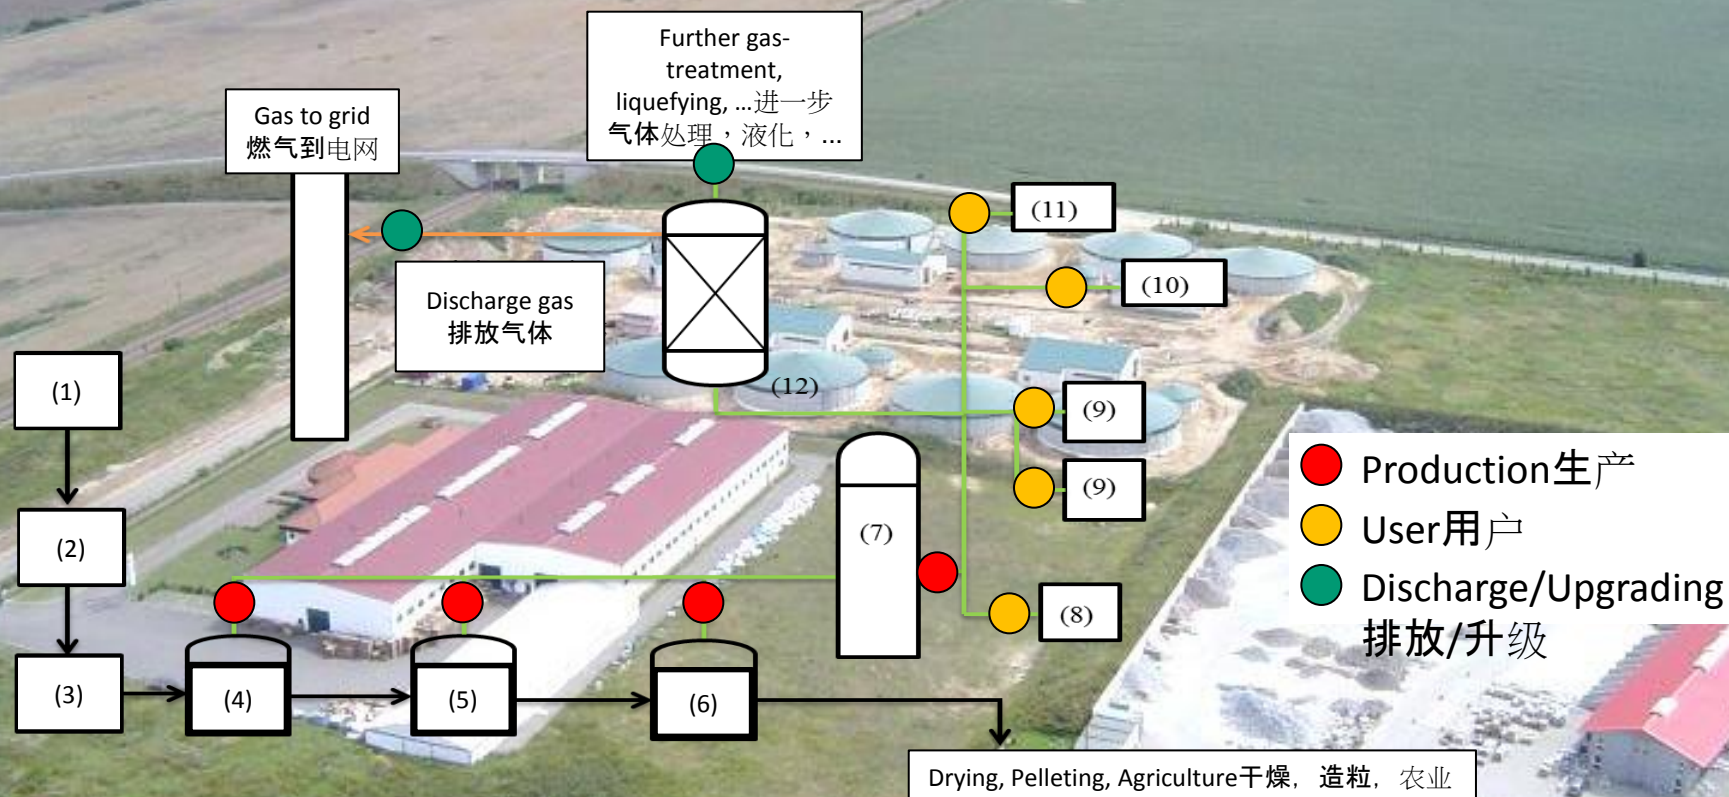 Further gas-
treatment,
liquefying, ...进一步
气体处理，液化，...
Gas to grid
燃气到电网
(11)
(10)
Discharge gas
排放气体
(12)
(1)
(9)
(9)
(2)
(7)
(8)
(3)
(4)
(5)
(6)
Production生产
User用户
Discharge/Upgrading
排放/升级
Drying, Pelleting, Agriculture干燥，造粒，农业